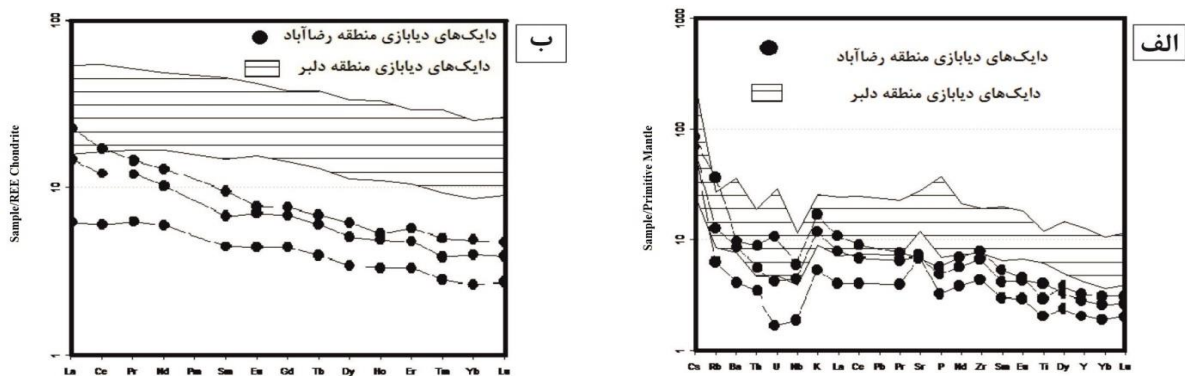 ب
100
10
1
Sample/REE Chondrite
دایک‌های دیابازی منطقه رضاآباد
دایک‌های دیابازی منطقه دلبر
La Ce Pr Nd Pm Sm Eu Gd Tb Dy Ho Er Tm Yb Lu
الف
1000
100
10
1
Sample/Primitive Mantle
دایک‌های دیابازی منطقه رضاآباد
دایک‌های دیابازی منطقه دلبر
Cs Rb Ba Th U Nb K La Ce Pb Pr Sr P Nd Zr Sm Eu Ti Dy Y Yb Lu